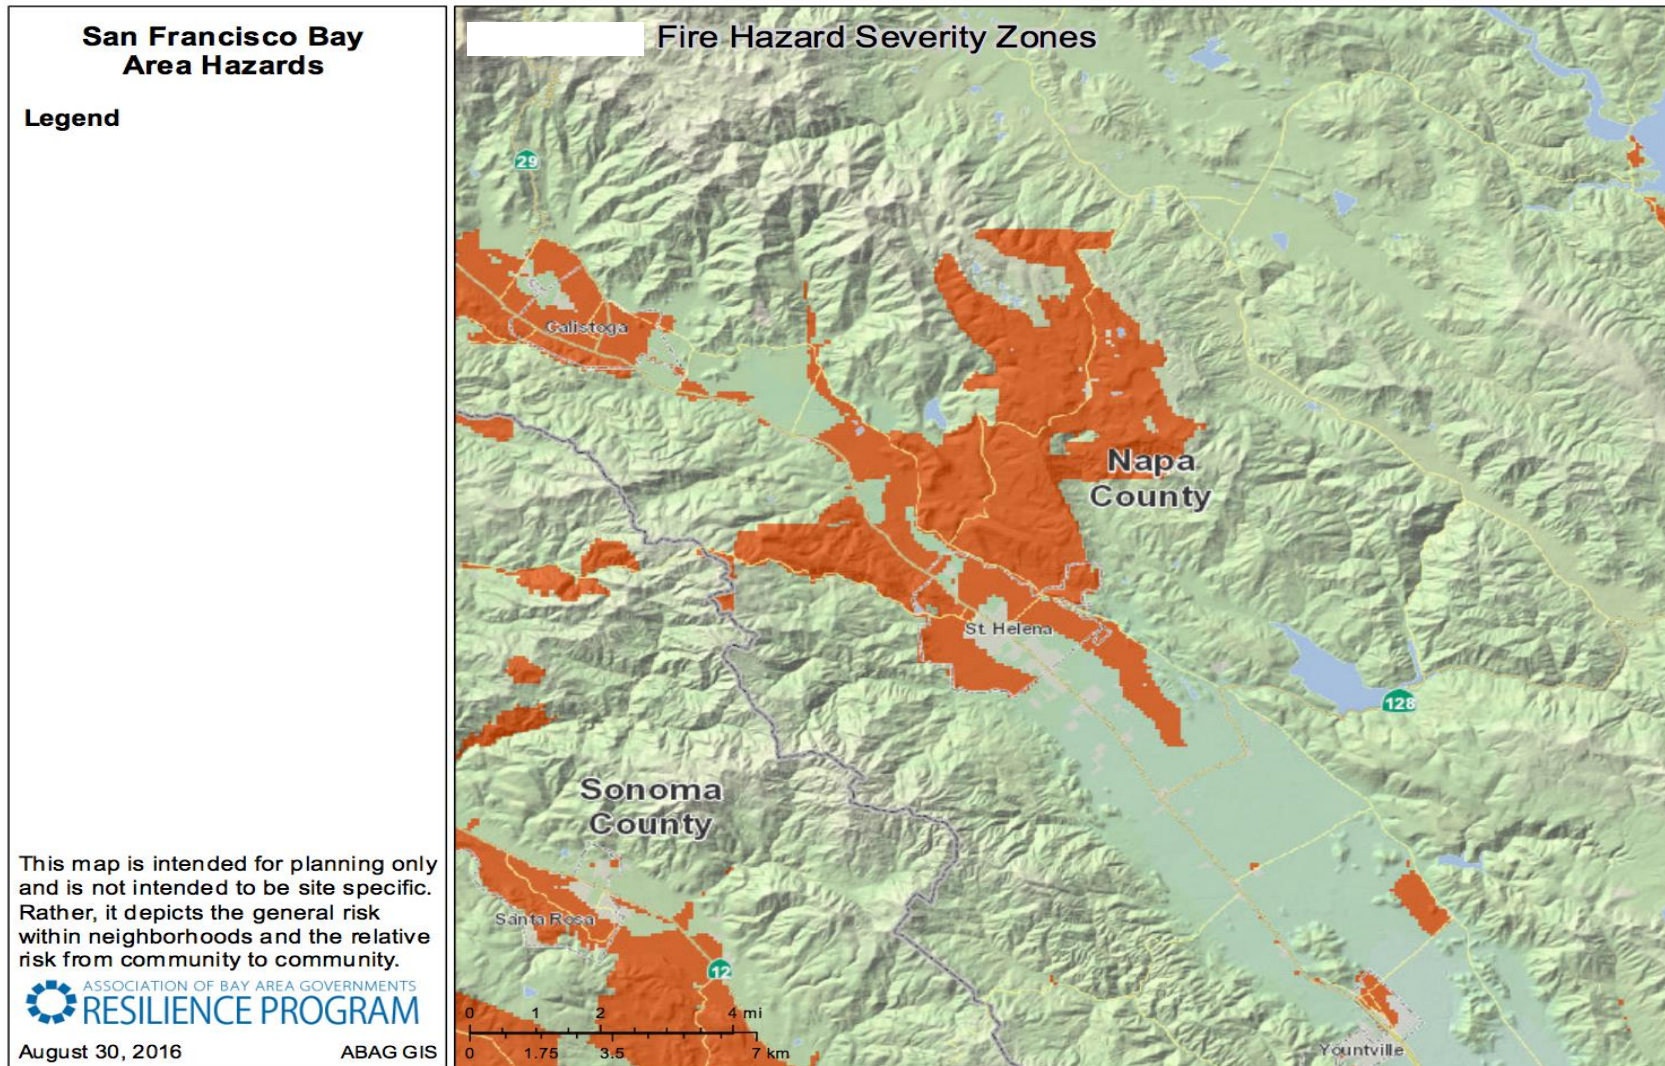 San Francisco Bay
Area Hazards
Legend
This map is intended for planning only
and is not intended to be site specific.
Rather, it depicts the general risk
within neighborhoods and the relative
risk from community to community.
ASSOCIATION OF BAY AREA GOVERNMENTS
RESILIENCE PROGRAM
August 30, 2016 ABAG GIS
Fire Hazard Severity Zones
29
Calistoga
Napa
County
St. Helena
128
Sonoma
County
Santa Rosa
12
0 1 2 4 mi
0 1.75 3.5 7 km
Yountville